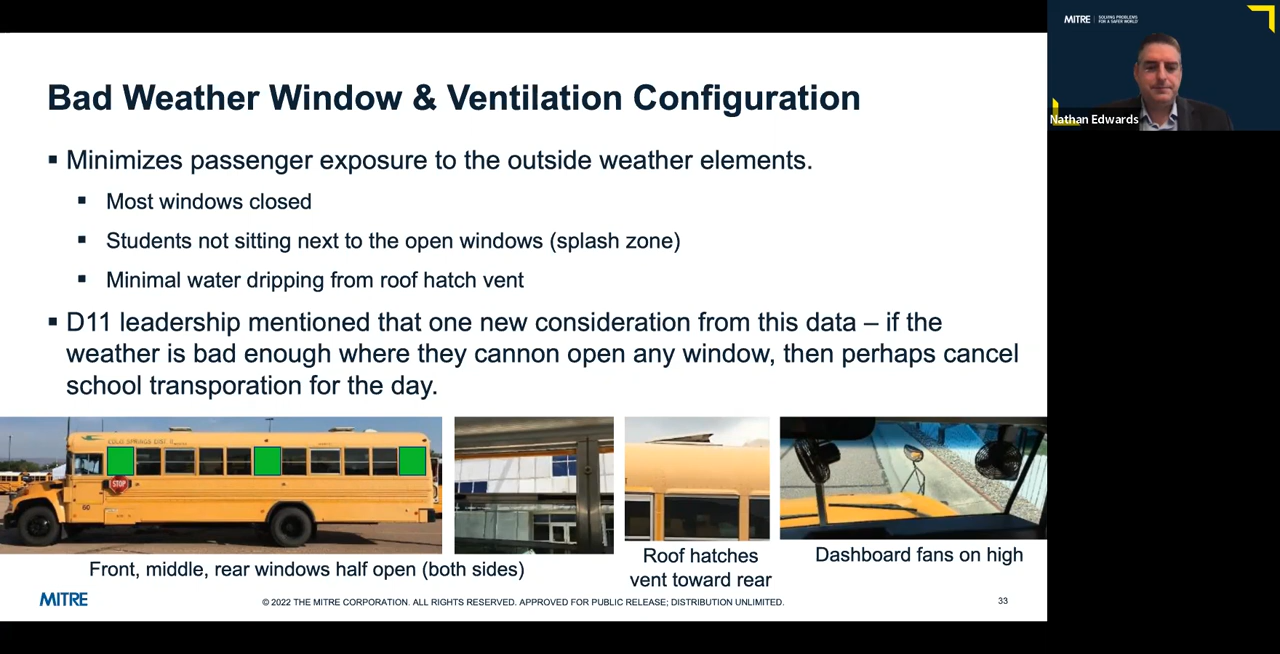 MITRE | SOLVING PROBLEMS
FOR A SAFER WORLD
Nathan Edwards
Bad Weather Window & Ventilation Configuration
▪ Minimizes passenger exposure to the outside weather elements.
▪ Most windows closed
▪ Students not sitting next to the open windows (splash zone)
▪ Minimal water dripping from roof hatch vent
▪ D11 leadership mentioned that one new consideration from this data – if the
weather is bad enough where they cannon open any window, then perhaps cancel
school transporation for the day.
STOP
60
Front, middle, rear windows half open (both sides)
Roof hatches
vent toward rear
Dashboard fans on high
MITRE
© 2022 THE MITRE CORPORATION. ALL RIGHTS RESERVED. APPROVED FOR PUBLIC RELEASE; DISTRIBUTION UNLIMITED.
33